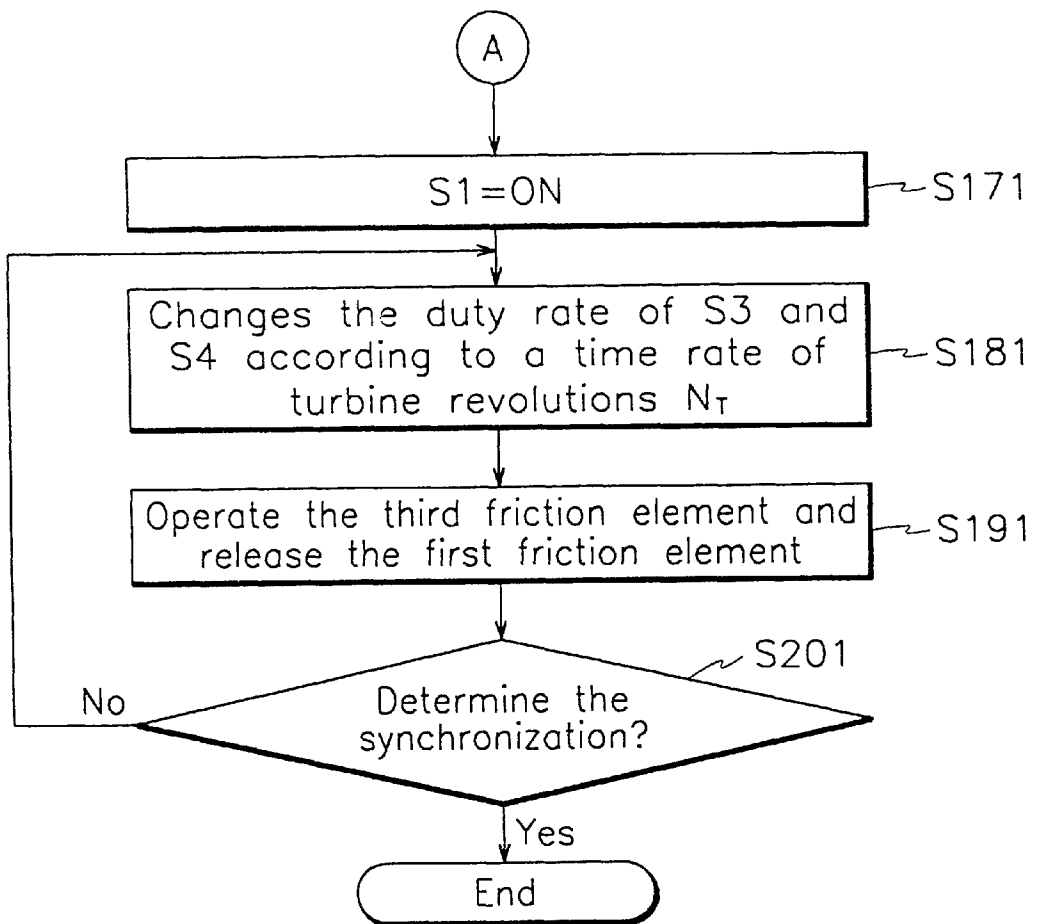 A
S1=ON
S171
Changes the duty rate of S3 and
S4 according to a time rate of
turbine revolutions N_T
S181
Operate the third friction element and
release the first friction element
S191
S201
Determine the
synchronization?
No
Yes
End